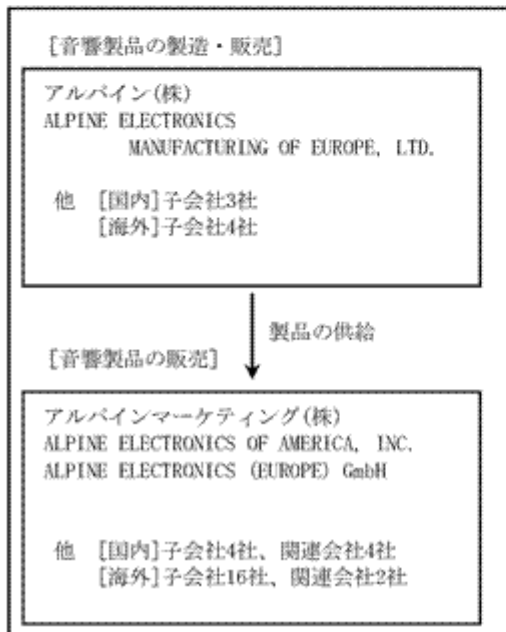 [音響製品の製造・販売]
アルパイン(株)
ALPINE ELECTRONICS
MANUFACTURING OF EUROPE, LTD.
他 [国内]子会社3社
[海外]子会社4社
製品の供給
[音響製品の販売]
アルパインマーケティング(株)
ALPINE ELECTRONICS OF AMERICA, INC.
ALPINE ELECTRONICS (EUROPE) GmbH
他 [国内]子会社4社、関連会社4社
[海外]子会社16社、関連会社2社